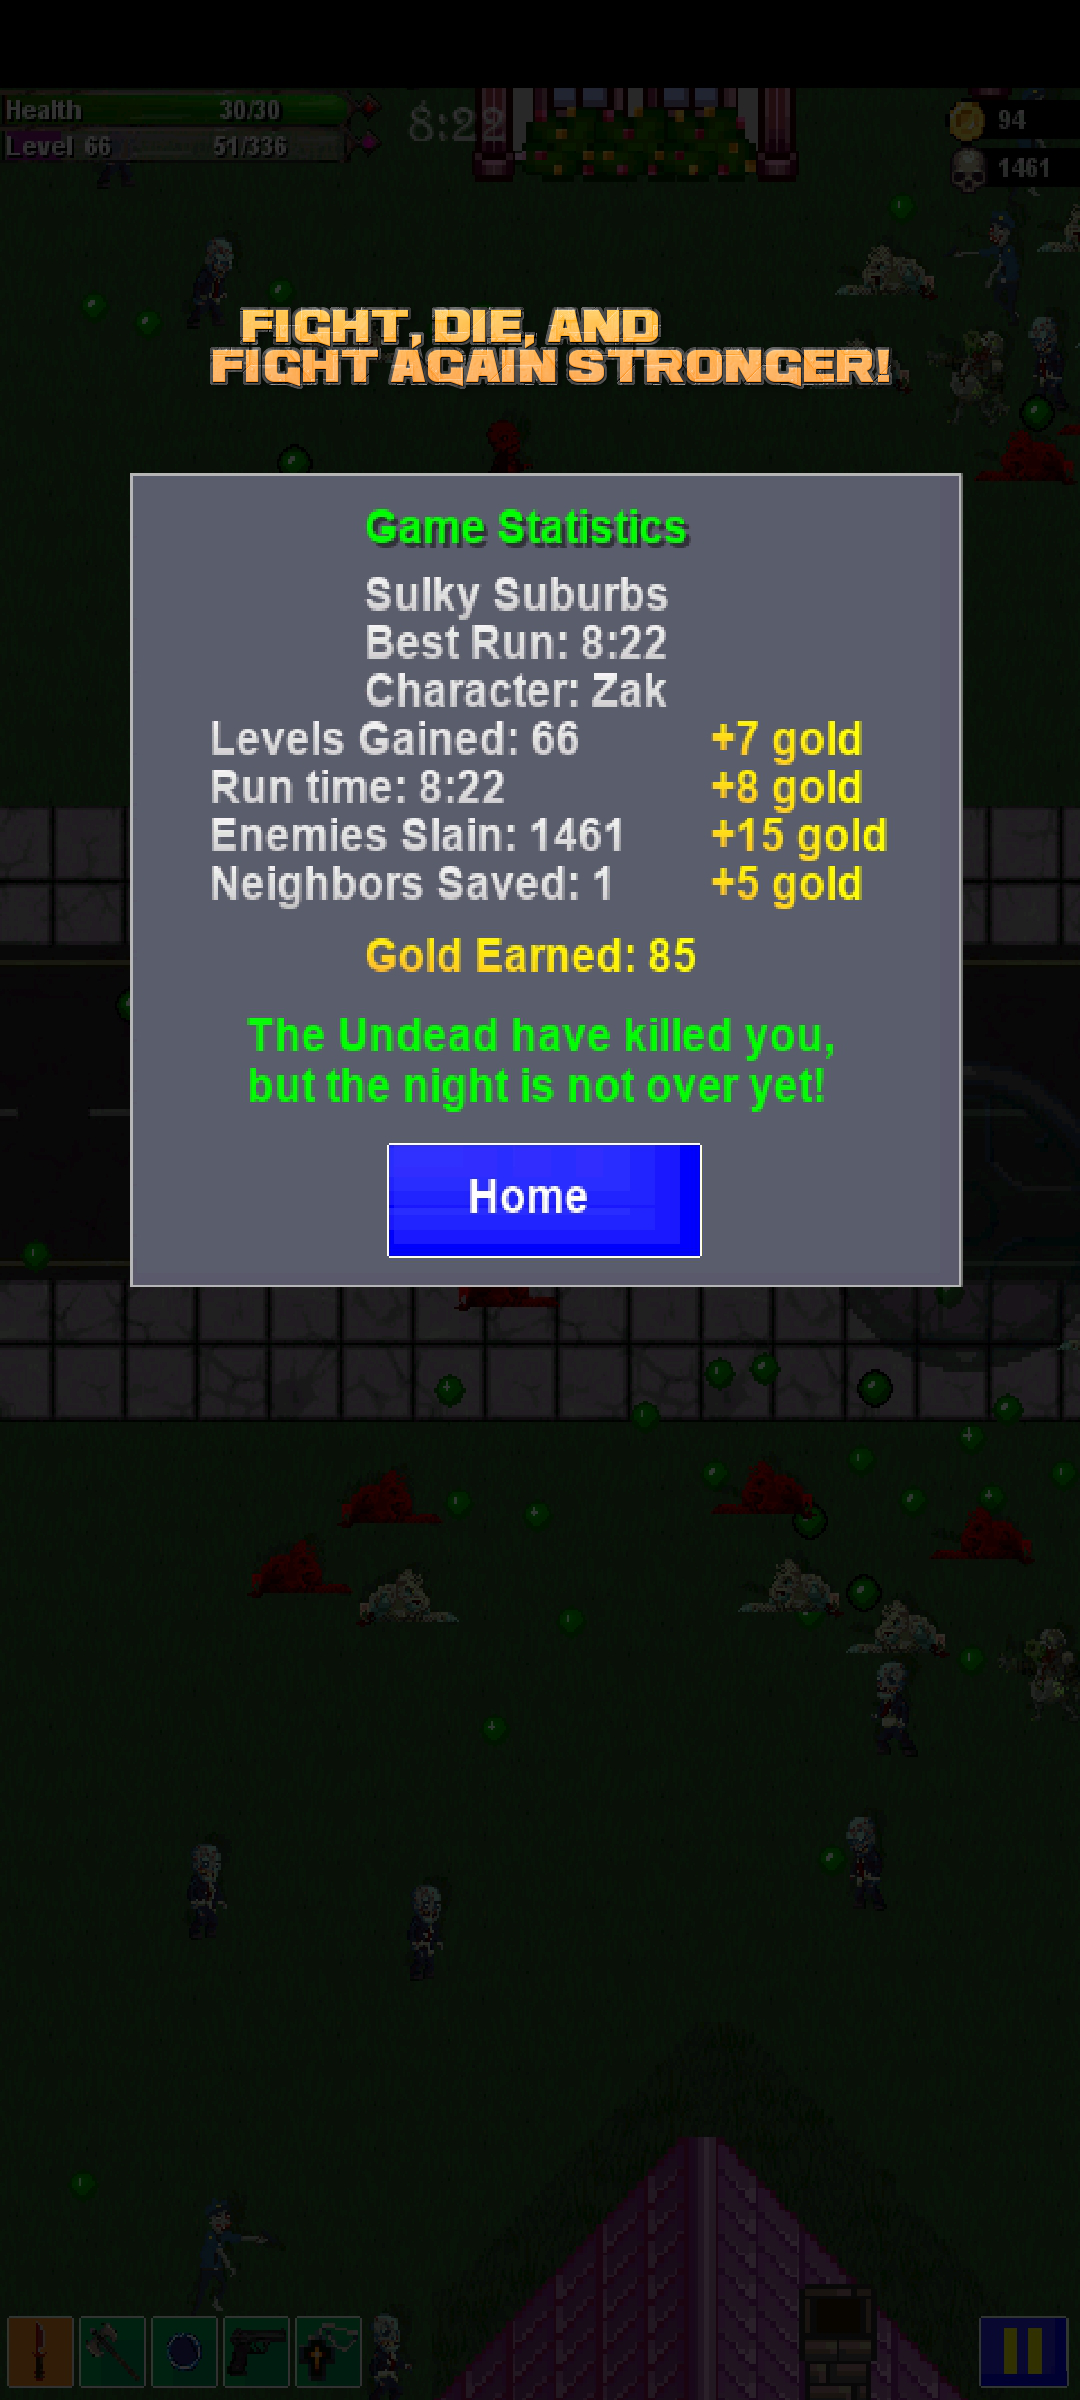 Health 30/30
Level 66 51/336
8:22
94
1461
FIGHT, DIE, AND
FIGHT AGAIN STRONGER!
Game Statistics
Sulky Suburbs
Best Run: 8:22
Character: Zak
Levels Gained: 66 +7 gold
Run time: 8:22 +8 gold
Enemies Slain: 1461 +15 gold
Neighbors Saved: 1 +5 gold
Gold Earned: 85
The Undead have killed you,
but the night is not over yet!
Home